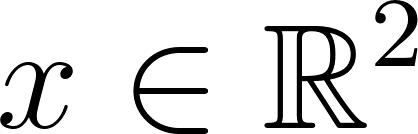 x ∈ ℝ²